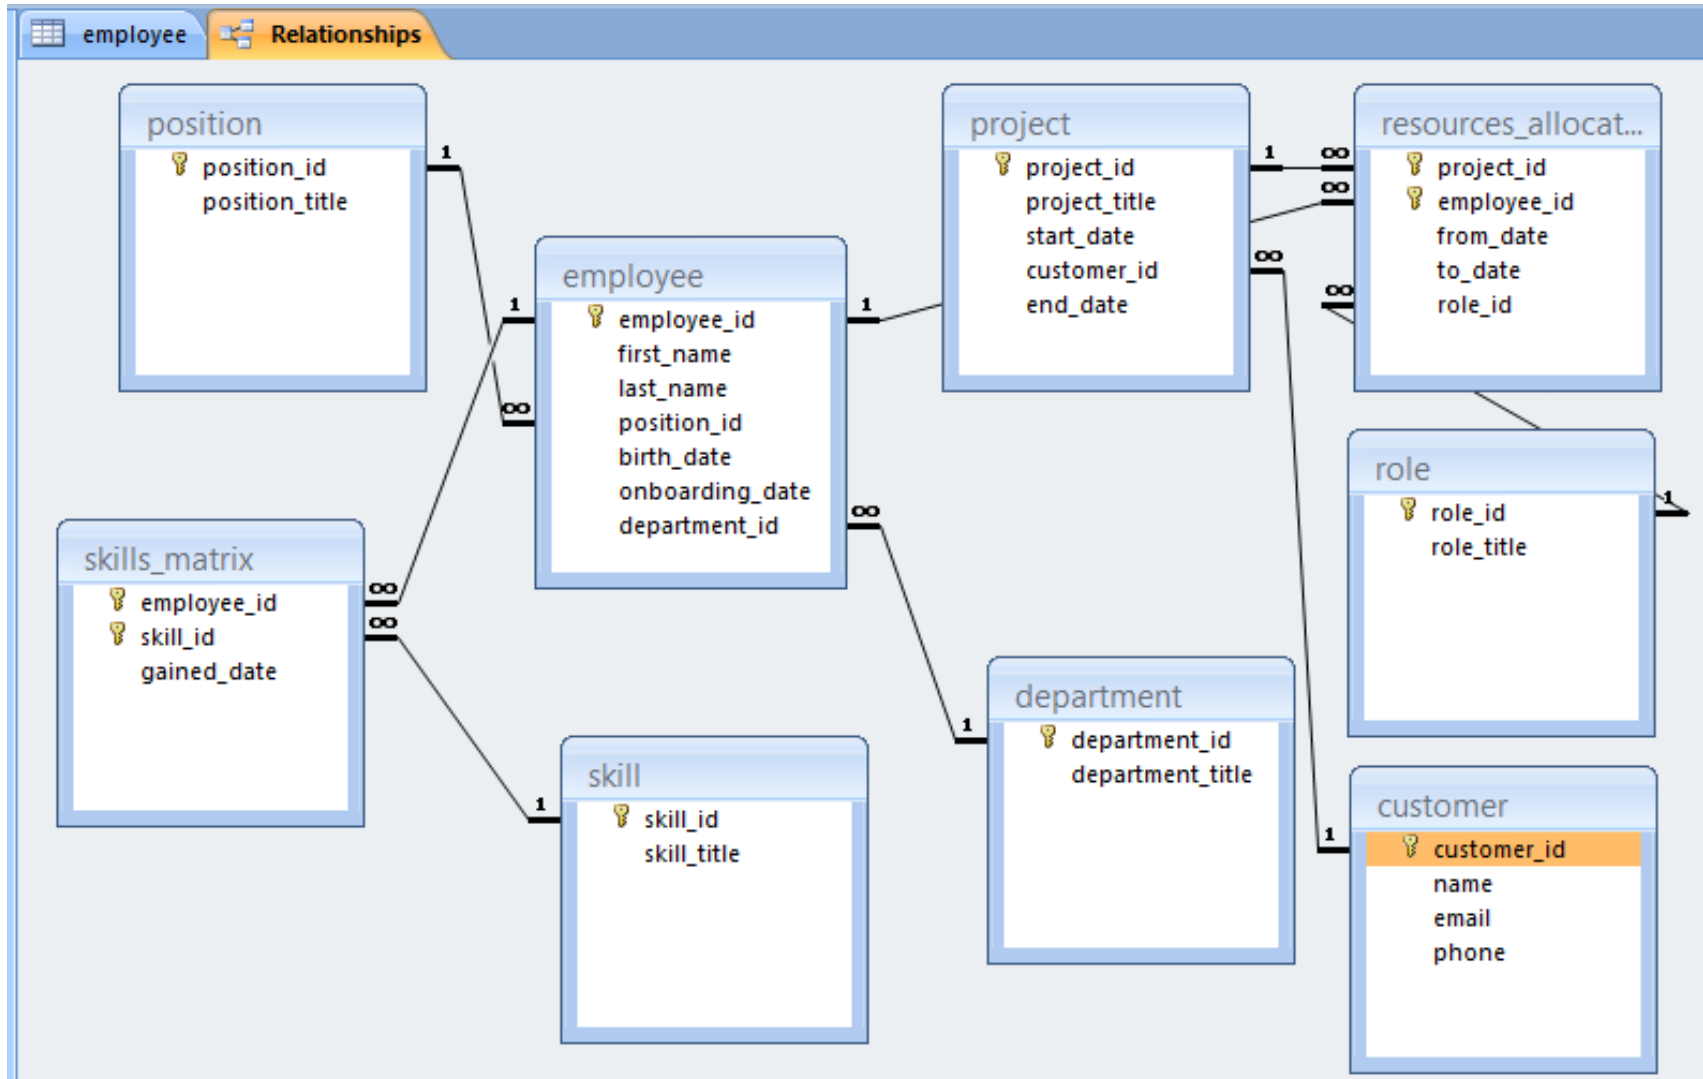 employee
Relationships
position
position_id
position_title
1
∞
employee
employee_id
first_name
last_name
position_id
birth_date
onboarding_date
department_id
1
1
∞
project
project_id
project_title
start_date
customer_id
end_date
1
∞
resources_allocat...
project_id
employee_id
from_date
to_date
role_id
∞
∞
∞
role
role_id
role_title
1
skills_matrix
employee_id
skill_id
gained_date
∞
∞
skill
skill_id
skill_title
1
department
department_id
department_title
1
customer
customer_id
name
email
phone
1